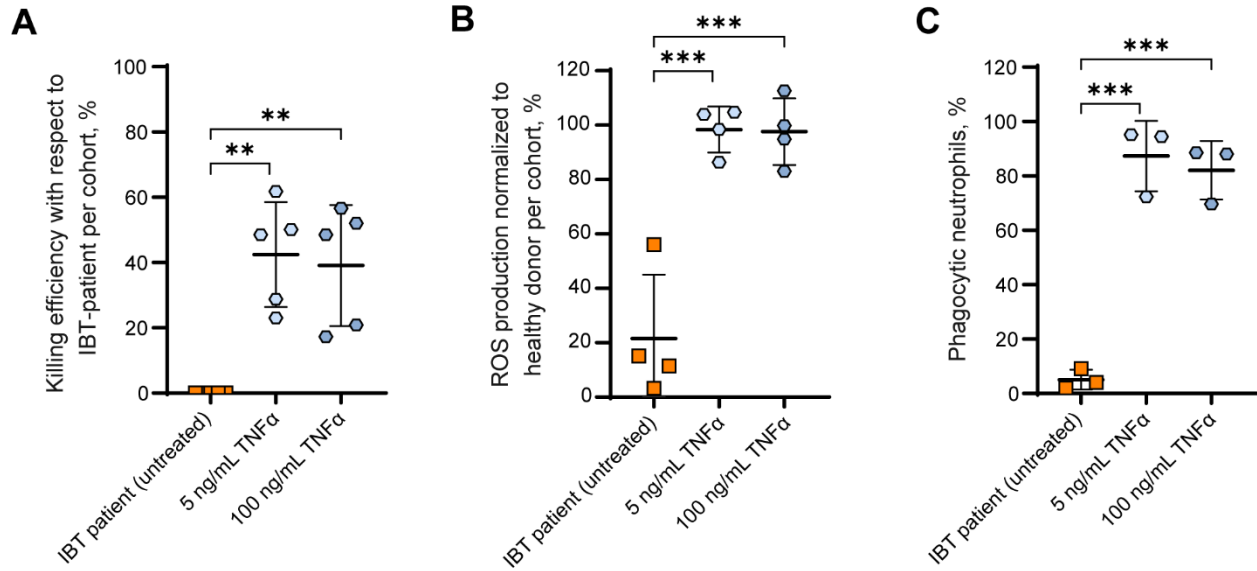 A
Killing efficiency with respect to
IBT-patient per cohort, %
100
80
60
40
20
0
**
**
IBT patient (untreated)
5 ng/mL TNFα
100 ng/mL TNFα
B
ROS production normalized to
healthy donor per cohort, %
120
100
80
60
40
20
0
***
***
IBT patient (untreated)
5 ng/mL TNFα
100 ng/mL TNFα
C
Phagocytic neutrophils, %
120
100
80
60
40
20
0
***
***
IBT patient (untreated)
5 ng/mL TNFα
100 ng/mL TNFα